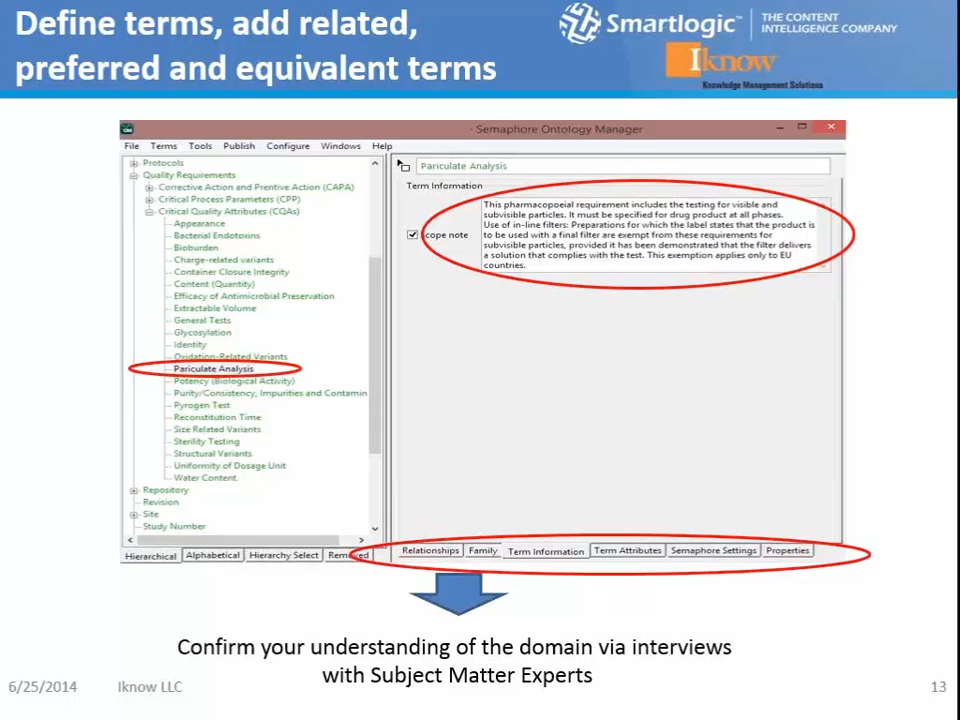 Define terms, add related,
preferred and equivalent terms
Smartlogic™
THE CONTENT
INTELLIGENCE COMPANY
Iknow
Knowledge Management Solutions
- Semaphore Ontology Manager
File Terms Tools Publish Configure Windows Help
Protocols
Quality Requirements
Corrective Action and Prentive Action (CAPA)
Critical Process Parameters (CPP)
Critical Quality Attributes (CQAs)
Appearance
Bacterial Endotoxins
Bioburden
Charge-related variants
Container Closure Integrity
Content (Quantity)
Efficacy of Antimicrobial Preservation
Extractable Volume
General Tests
Glycosylation
Identity
Oxidation-Related Variants
Pariculate Analysis
Potency (Biological Activity)
Purity/Consistency, Impurities and Contamin
Pyrogen Test
Reconstitution Time
Size Related Variants
Sterility Testing
Structural Variants
Uniformity of Dosage Unit
Water Content
Repository
Revision
Site
Study Number
Hierarchical Alphabetical Hierarchy Select Removed
Pariculate Analysis
Term Information
Scope note
This pharmacopoeial requirement includes the testing for visible and
subvisible particles. It must be specified for drug product at all phases.
Use of in-line filters: Preparations for which the label states that the product is
to be used with a final filter are exempt from these requirements for
subvisible particles, provided it has been demonstrated that the filter delivers
a solution that complies with the test. This exemption applies only to EU
countries.
Relationships Family Term Information Term Attributes Semaphore Settings Properties
Confirm your understanding of the domain via interviews
with Subject Matter Experts
6/25/2014 Iknow LLC 13